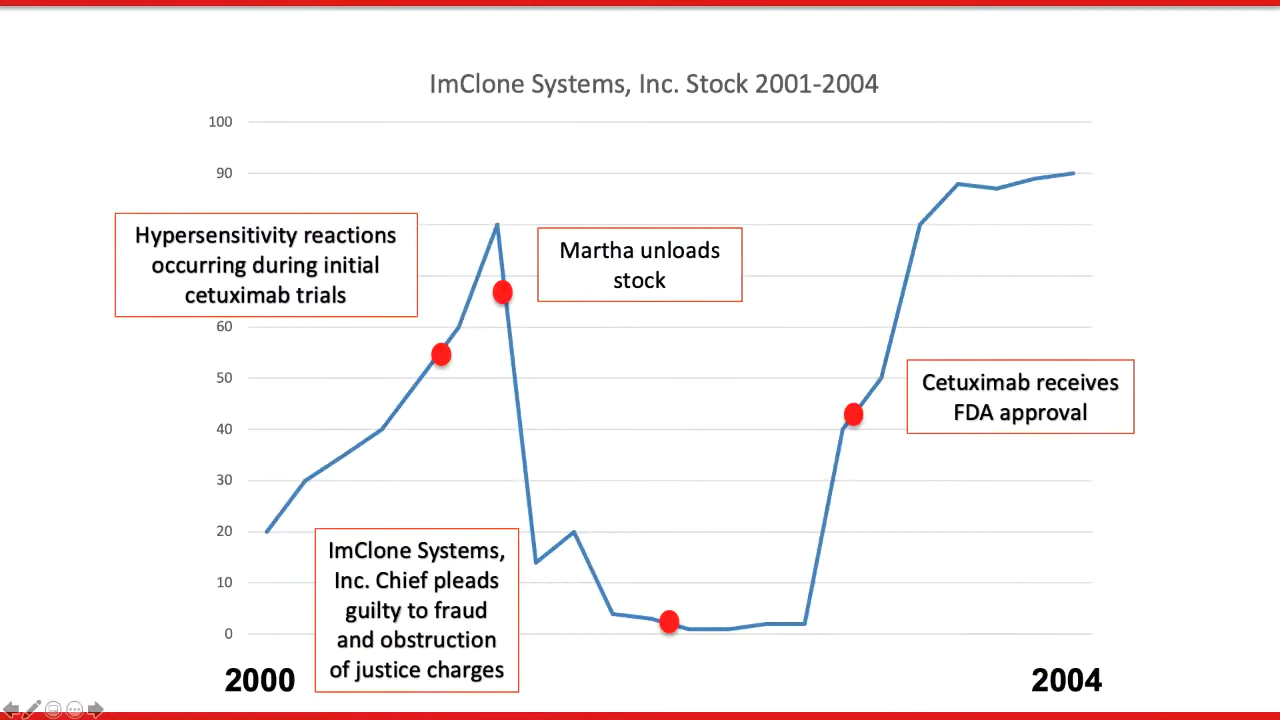 ImClone Systems, Inc. Stock 2001-2004
100
90
Hypersensitivity reactions
occurring during initial
cetuximab trials
Martha unloads
stock
60
50
Cetuximab receives
FDA approval
40
30
20
ImClone Systems,
Inc. Chief pleads
guilty to fraud
and obstruction
of justice charges
10
0
2000
2004